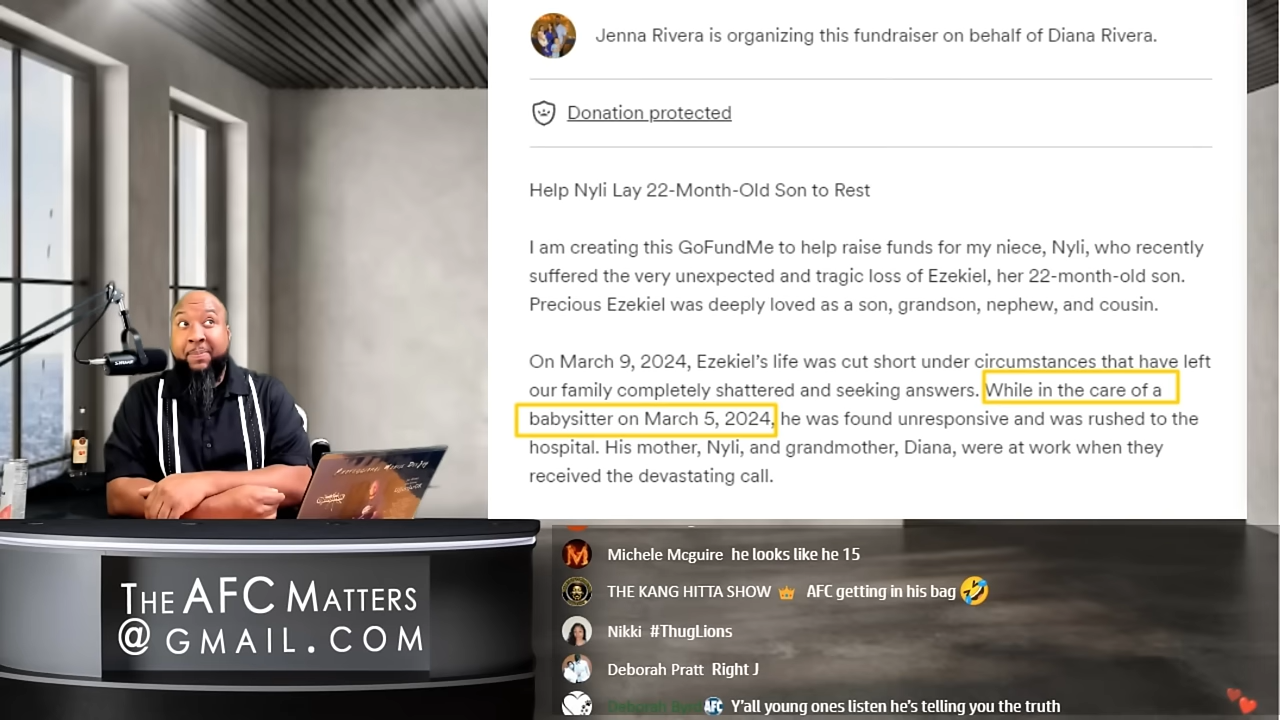 Jenna Rivera is organizing this fundraiser on behalf of Diana Rivera.
Donation protected
Help Nyli Lay 22-Month-Old Son to Rest
I am creating this GoFundMe to help raise funds for my niece, Nyli, who recently
suffered the very unexpected and tragic loss of Ezekiel, her 22-month-old son.
Precious Ezekiel was deeply loved as a son, grandson, nephew, and cousin.
On March 9, 2024, Ezekiel's life was cut short under circumstances that have left
our family completely shattered and seeking answers. While in the care of a
babysitter on March 5, 2024, he was found unresponsive and was rushed to the
hospital. His mother, Nyli, and grandmother, Diana, were at work when they
received the devastating call.
THE AFC MATTERS
@GMAIL.COM
Michele Mcguire he looks like he 15
THE KANG HITTA SHOW 👑 AFC getting in his bag 🤣
Nikki #ThugLions
Deborah Pratt Right J
Deborah AFC Y'all young ones listen he's telling you the truth